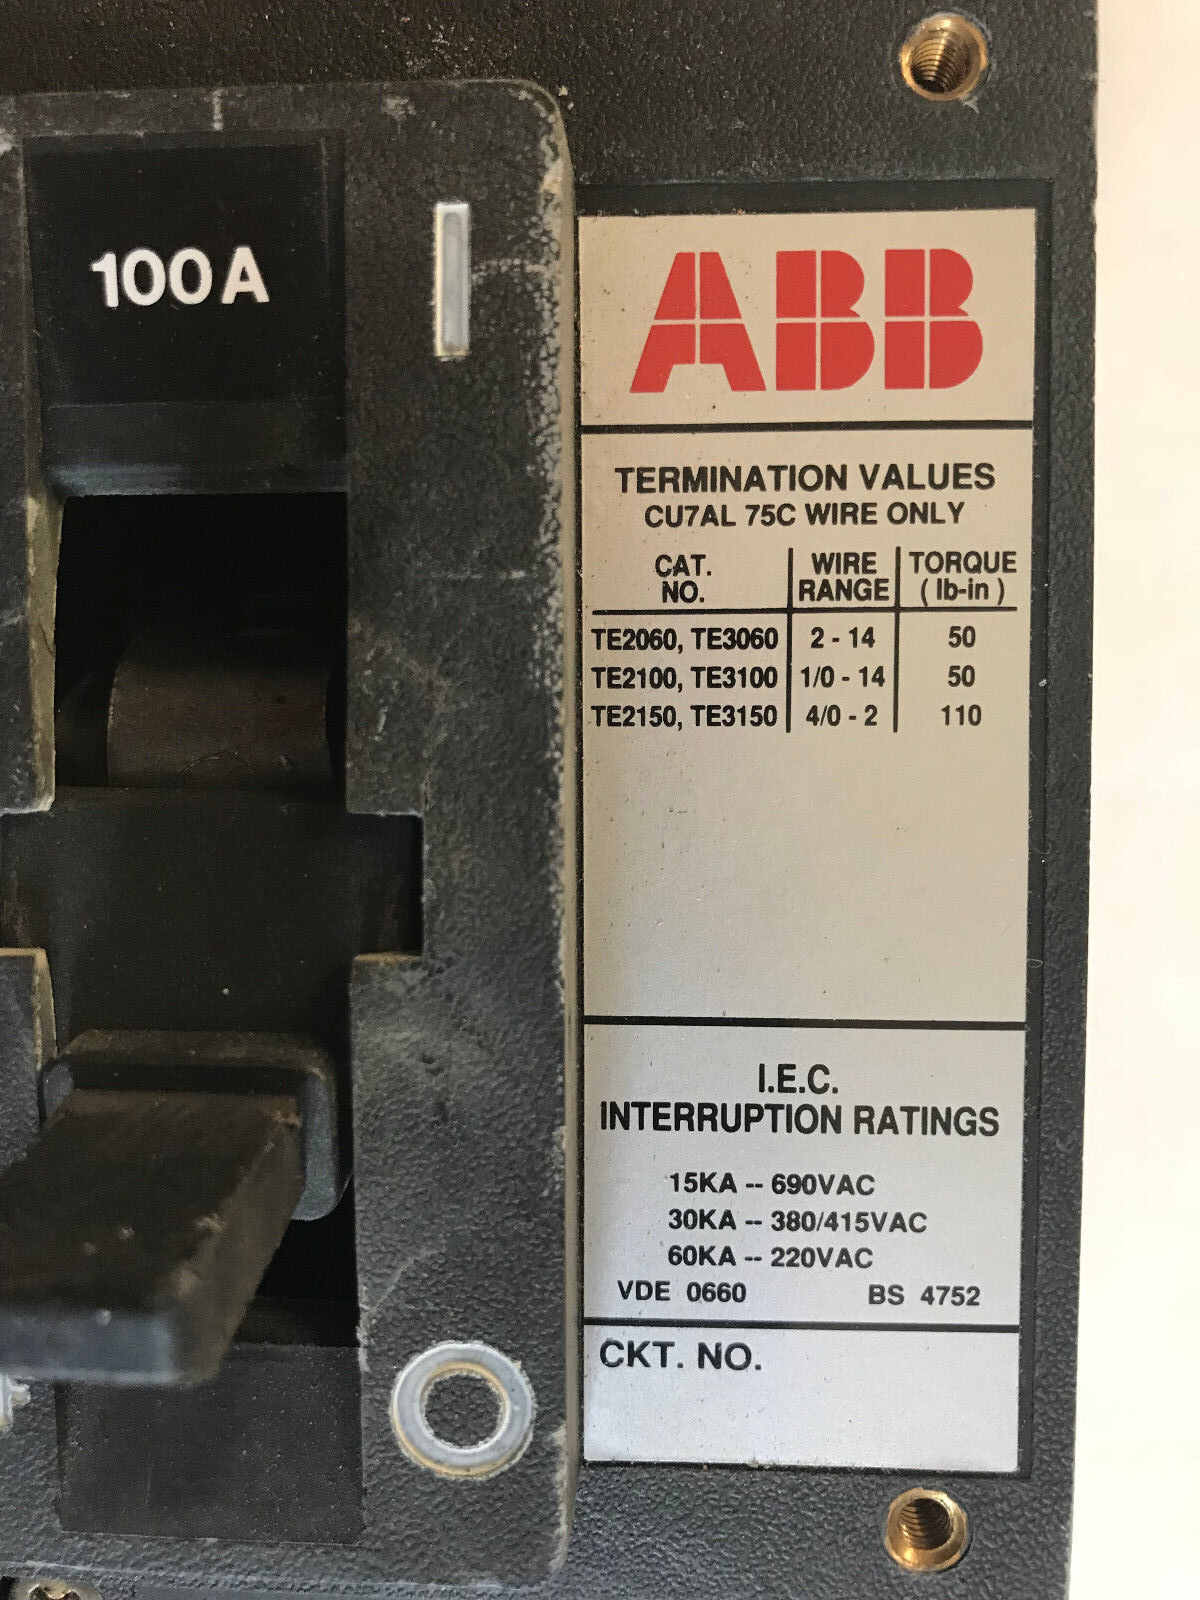 100A
ABB
TERMINATION VALUES
CU7AL 75C WIRE ONLY
CAT. NO. WIRE RANGE TORQUE ( lb-in )
TE2060, TE3060 2 - 14 50
TE2100, TE3100 1/0 - 14 50
TE2150, TE3150 4/0 - 2 110
I.E.C.
INTERRUPTION RATINGS
15KA -- 690VAC
30KA -- 380/415VAC
60KA -- 220VAC
VDE 0660 BS 4752
CKT. NO.